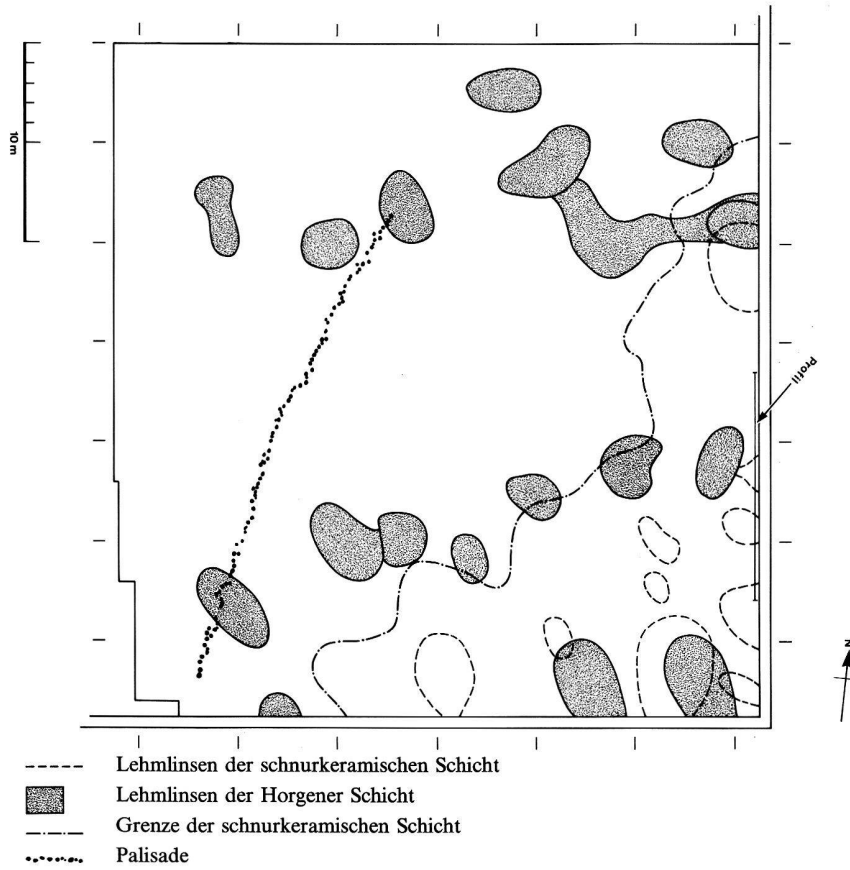 10m
Profil
N
Lehmlinsen der schnurkeramischen Schicht
Lehmlinsen der Horgener Schicht
Grenze der schnurkeramischen Schicht
Palisade